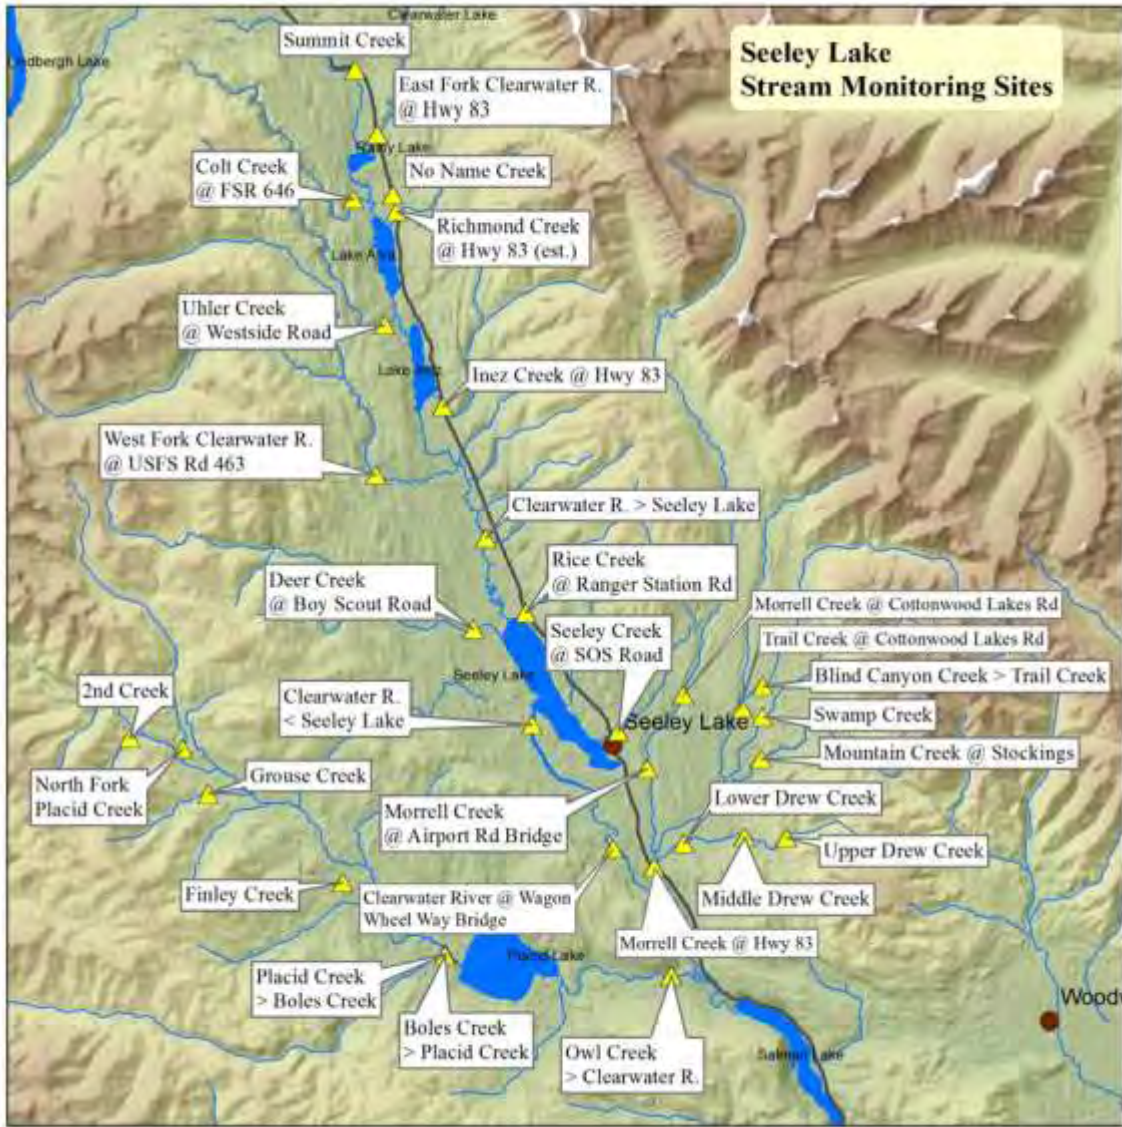 Clearwater Lake
Summit Creek
Seeley Lake
Stream Monitoring Sites
Lindbergh Lake
East Fork Clearwater R.
@ Hwy 83
Rainy Lake
Colt Creek
@ FSR 646
No Name Creek
Richmond Creek
@ Hwy 83 (est.)
Lake Alva
Uhler Creek
@ Westside Road
Lake Inez
Inez Creek @ Hwy 83
West Fork Clearwater R.
@ USFS Rd 463
Clearwater R. > Seeley Lake
Rice Creek
@ Ranger Station Rd
Deer Creek
@ Boy Scout Road
Morrell Creek @ Cottonwood Lakes Rd
Seeley Creek
@ SOS Road
Trail Creek @ Cottonwood Lakes Rd
Seeley Lake
Blind Canyon Creek > Trail Creek
2nd Creek
Clearwater R.
< Seeley Lake
Seeley Lake
Swamp Creek
Mountain Creek @ Stockings
North Fork
Placid Creek
Grouse Creek
Morrell Creek
@ Airport Rd Bridge
Lower Drew Creek
Upper Drew Creek
Finley Creek
Clearwater River @ Wagon
Wheel Way Bridge
Middle Drew Creek
Morrell Creek @ Hwy 83
Placid Lake
Placid Creek
> Boles Creek
Boles Creek
> Placid Creek
Owl Creek
> Clearwater R.
Salmon Lake
Woodw